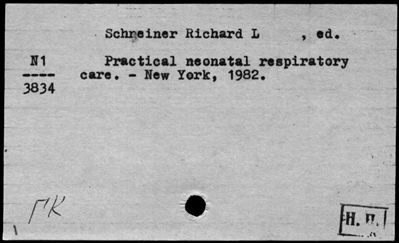 Schreiner Richard L , ed.
N1 Practical neonatal respiratory
3834 care. - New York, 1982.
ГК
Н. П.